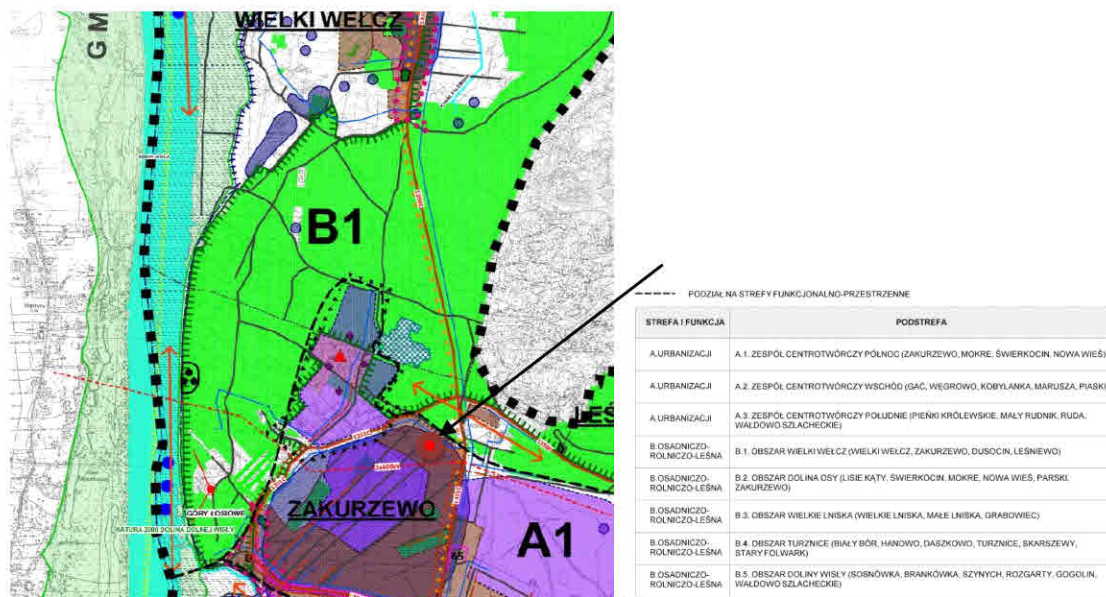 WIELKI WEŁCZ
G M
B1
GÓRY ŁOSIOWE
NATURA 2000 DOLINA DOLNEJ WISŁY
ZAKURZEWO
A1
65
LEŚ
PODZIAŁ NA STREFY FUNKCJONALNO-PRZESTRZENNE
STREFA I FUNKCJA PODSTREFA
A.URBANIZACJI A.1. ZESPÓŁ CENTROTWÓRCZY PÓŁNOC (ZAKURZEWO, MOKRE, ŚWIERKOCIN, NOWA WIEŚ)
A.URBANIZACJI A.2. ZESPÓŁ CENTROTWÓRCZY WSCHÓD (GAĆ, WĘGROWO, KOBYLANKA, MARUSZA, PIASKI
A.URBANIZACJI A.3. ZESPÓŁ CENTROTWÓRCZY POŁUDNIE (PIEŃKI KRÓLEWSKIE, MAŁY RUDNIK, RUDA,
WAŁDOWO SZLACHECKIE)
B.OSADNICZO- B.1. OBSZAR WIELKI WEŁCZ (WIELKI WEŁCZ, ZAKURZEWO, DUSOCIN, LEŚNIEWO)
ROLNICZO-LEŚNA
B.OSADNICZO- B.2. OBSZAR DOLINA OSY (LISIE KĄTY, ŚWIERKOCIN, MOKRE, NOWA WIEŚ, PARSKI,
ROLNICZO-LEŚNA ZAKURZEWO)
B.OSADNICZO- B.3. OBSZAR WIELKIE LNISKA (WIELKIE LNISKA, MAŁE LNISKA, GRABOWIEC)
ROLNICZO-LEŚNA
B.OSADNICZO- B.4. OBSZAR TURZNICE (BIAŁY BÓR, HANOWO, DASZKOWO, TURZNICE, SKARSZEWY,
ROLNICZO-LEŚNA STARY FOLWARK)
B.OSADNICZO- B.5. OBSZAR DOLINY WISŁY (SOSNÓWKA, BRANKÓWKA, SZYNYCH, ROZGARTY, GOGOLIN,
ROLNICZO-LEŚNA WAŁDOWO SZLACHECKIE)